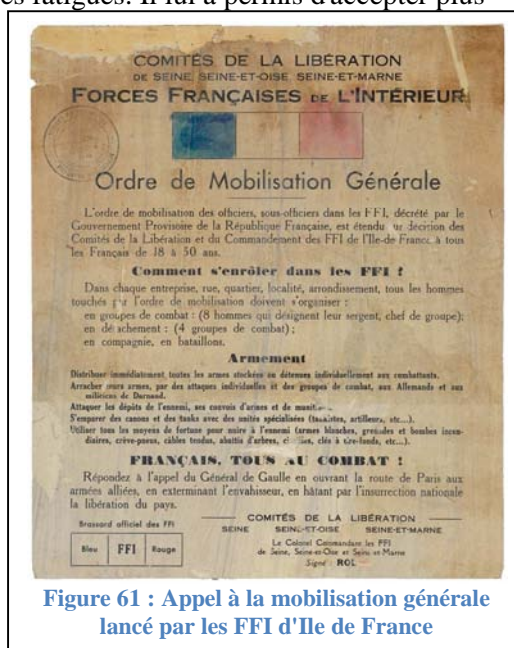 es fatigues. Il lui a permis d'accepter plus
COMITÉS DE LA LIBÉRATION
DE SEINE, SEINE-ET-OISE, SEINE-ET-MARNE
FORCES FRANÇAISES DE L'INTÉRIEUR
Ordre de Mobilisation Générale
L'ordre de mobilisation des officiers, sous-officiers dans les FFI, décrété par le
Gouvernement Provisoire de la République Française, est étendu sur décision des
Comités de la Libération et du Commandement des FFI de l'Ile-de France à tous
les Français de 18 à 50 ans.
Comment s'enrôler dans les FFI ?
Dans chaque entreprise, rue, quartier, localité, arrondissement, tous les hommes
touchés par l'ordre de mobilisation doivent s'organiser :
en groupes de combat : (8 hommes qui désignent leur sergent, chef de groupe);
en détachement : (4 groupes de combat) ;
en compagnie, en bataillons.
Armement
Distribuer immédiatement toutes les armes stockées ou détenues individuellement aux combattants.
Arracher leurs armes, par des attaques individuelles et des groupes de combat, aux Allemands et aux
miliciens de Darnand.
Attaquer les dépôts de l'ennemi, ses convois d'armes et de munitions.
S'emparer des canons et des tanks avec des unités spécialisées (tankistes, artilleurs, etc...).
Utiliser tous les moyens de fortune pour nuire à l'ennemi (armes blanches, grenades et bombes incen-
diaires, crève-pneus, câbles tendus, abattis d'arbres, clés à tire-fonds, etc...).
FRANÇAIS, TOUS AU COMBAT !
Répondez à l'appel du Général de Gaulle en ouvrant la route de Paris aux
armées alliées, en exterminant l'envahisseur, en hâtant par l'insurrection nationale
la libération du pays.
Brassard officiel des FFI
Bleu FFI Rouge
COMITÉS DE LA LIBÉRATION
SEINE SEINE-ET-OISE SEINE-ET-MARNE
Le Colonel Commandant les FFI
de Seine, Seine-et-Oise et Seine et Marne
Signé : ROL
Figure 61 : Appel à la mobilisation générale
lancé par les FFI d'Ile de France